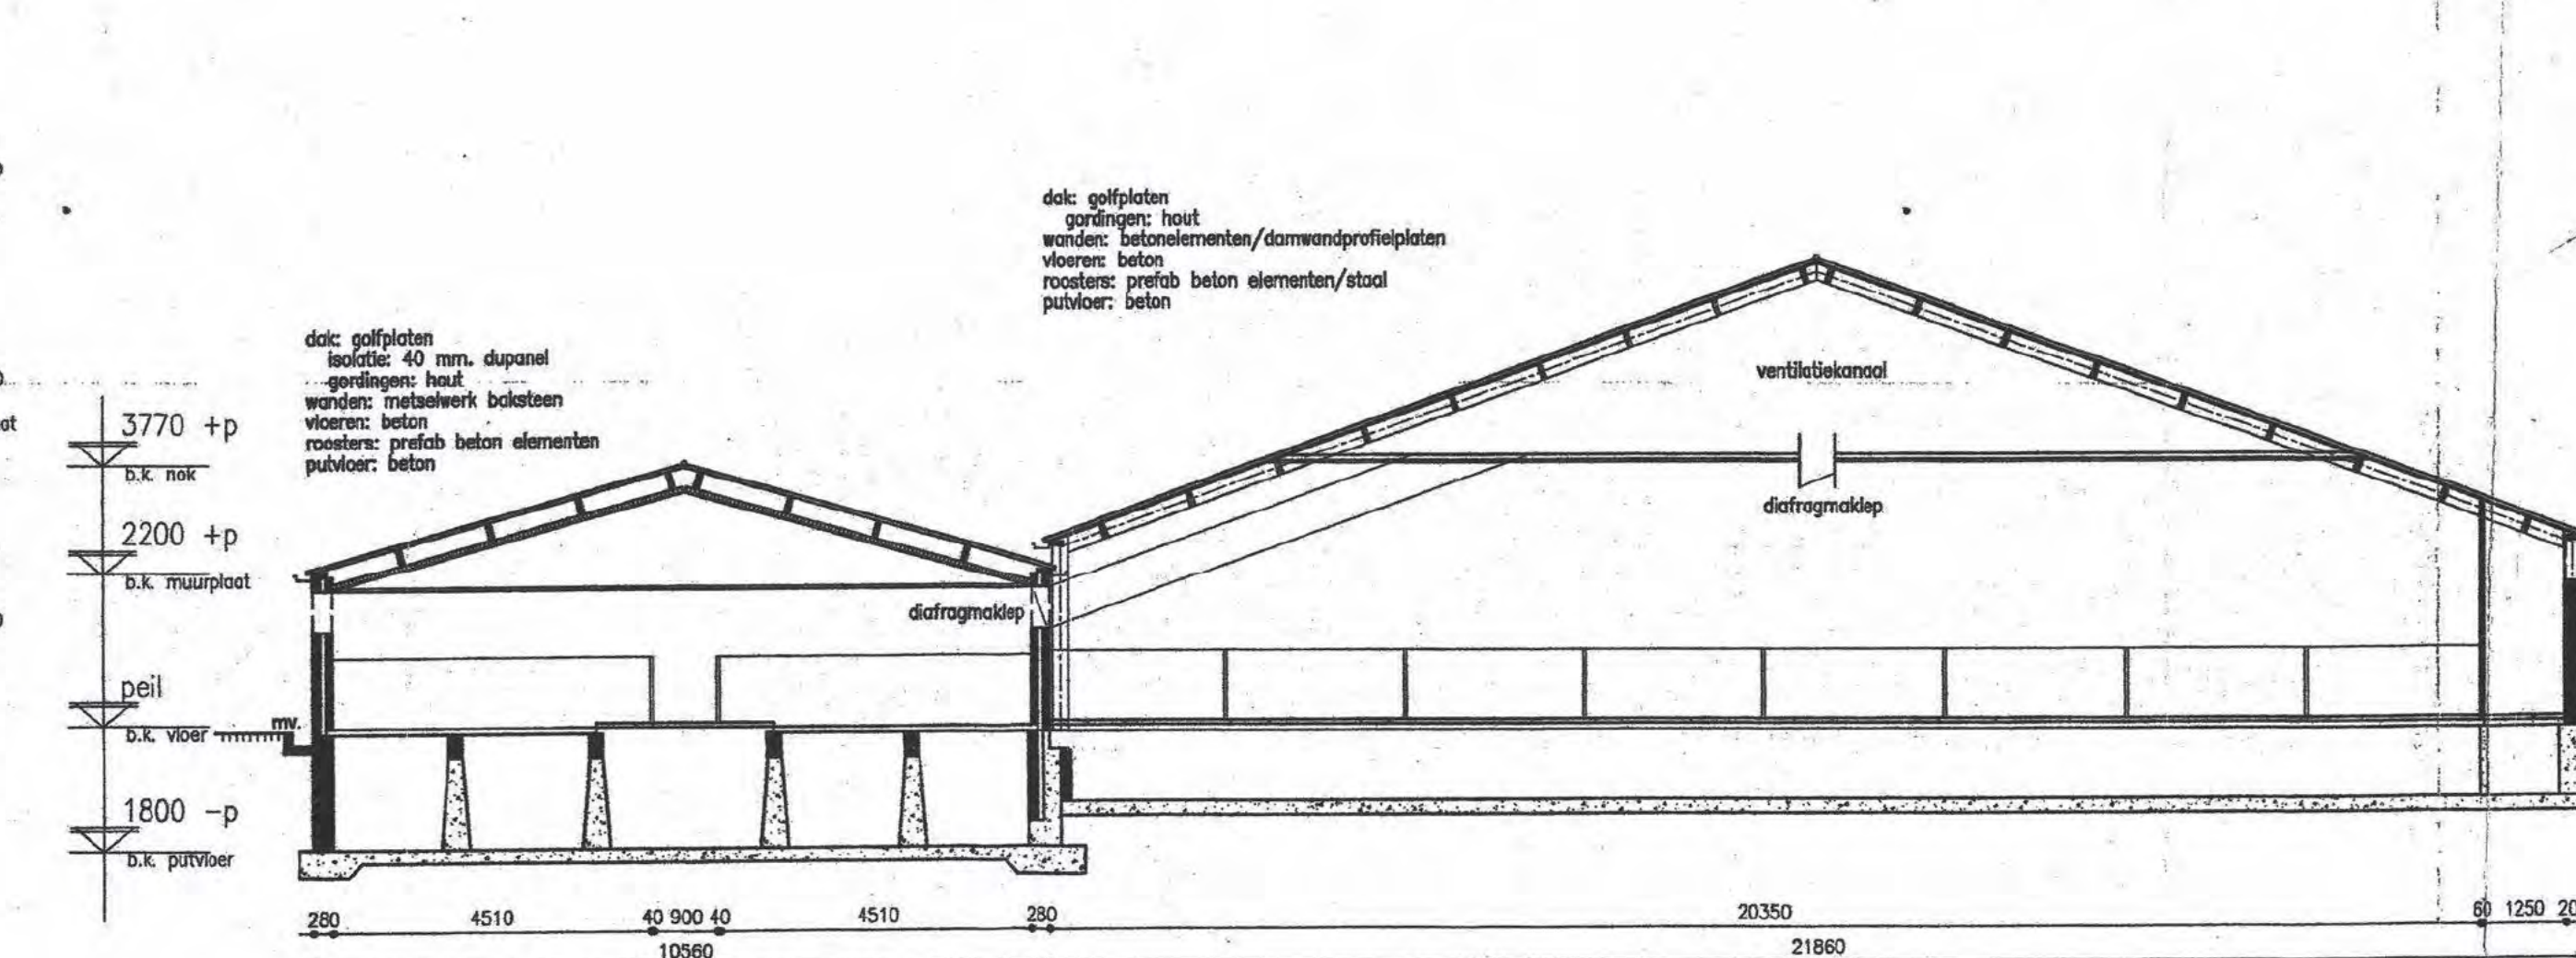 dak: golfplaten
gordingen: hout
wanden: betonelementen/damwandprofielplaten
vloeren: beton
roosters: prefab beton elementen/staal
putvloer: beton
dak: golfplaten
isolatie: 40 mm. dupanel
gordingen: hout
wanden: metselwerk baksteen
vloeren: beton
roosters: prefab beton elementen
putvloer: beton
ventilatiekanaal
diafragmaklep
diafragmaklep
3770 +p
b.k. nok
2200 +p
b.k. muurplaat
peil
b.k. vloer
mv.
1800 -p
b.k. putvloer
280 4510 40 900 40 4510 280 20350 60 1250 20
10560 21860